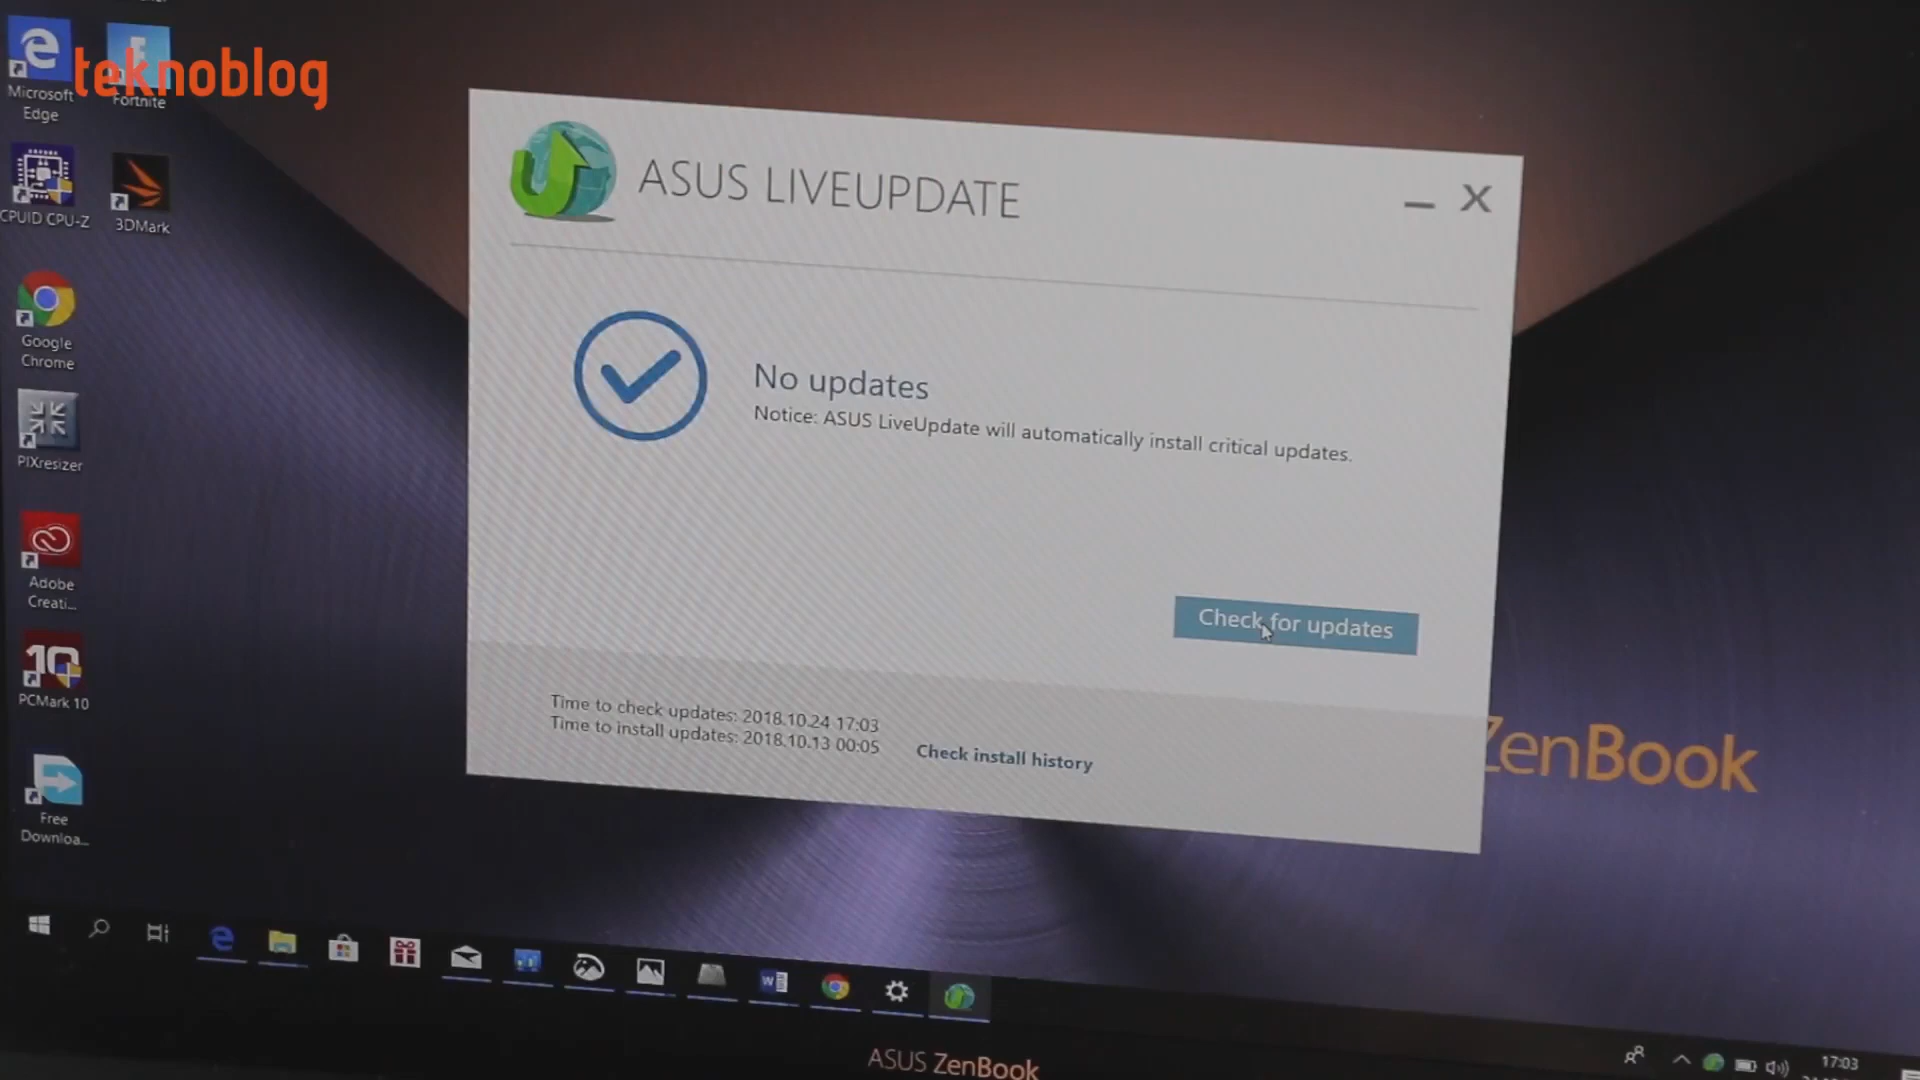 teknoblog
Microsoft
Edge
Fortnite
CPUID CPU-Z
3DMark
Google
Chrome
PIXresizer
Adobe
Creati...
10
PCMark 10
Free
Downloa...
ASUS LIVEUPDATE
No updates
Notice: ASUS LiveUpdate will automatically install critical updates.
Check for updates
Time to check updates: 2018.10.24 17:03
Time to install updates: 2018.10.13 00:05
Check install history
ZenBook
17:03
ASUS ZenBook